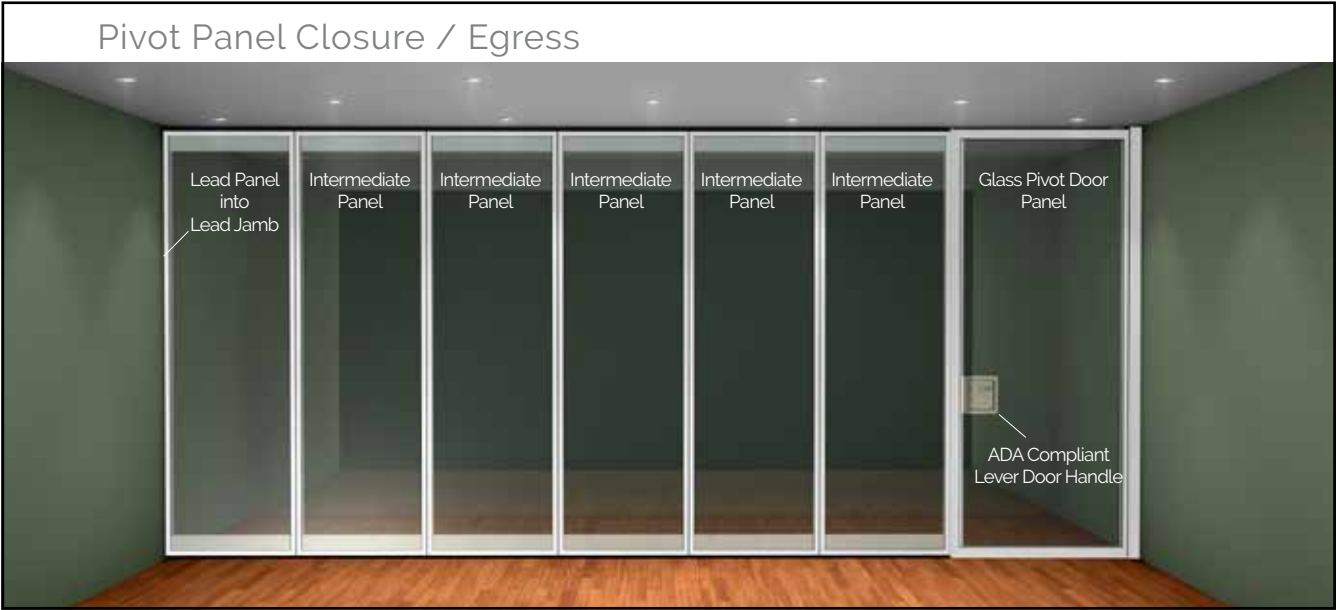 Pivot Panel Closure / Egress
Lead Panel
into
Lead Jamb
Intermediate
Panel
Intermediate
Panel
Intermediate
Panel
Intermediate
Panel
Intermediate
Panel
Glass Pivot Door
Panel
ADA Compliant
Lever Door Handle